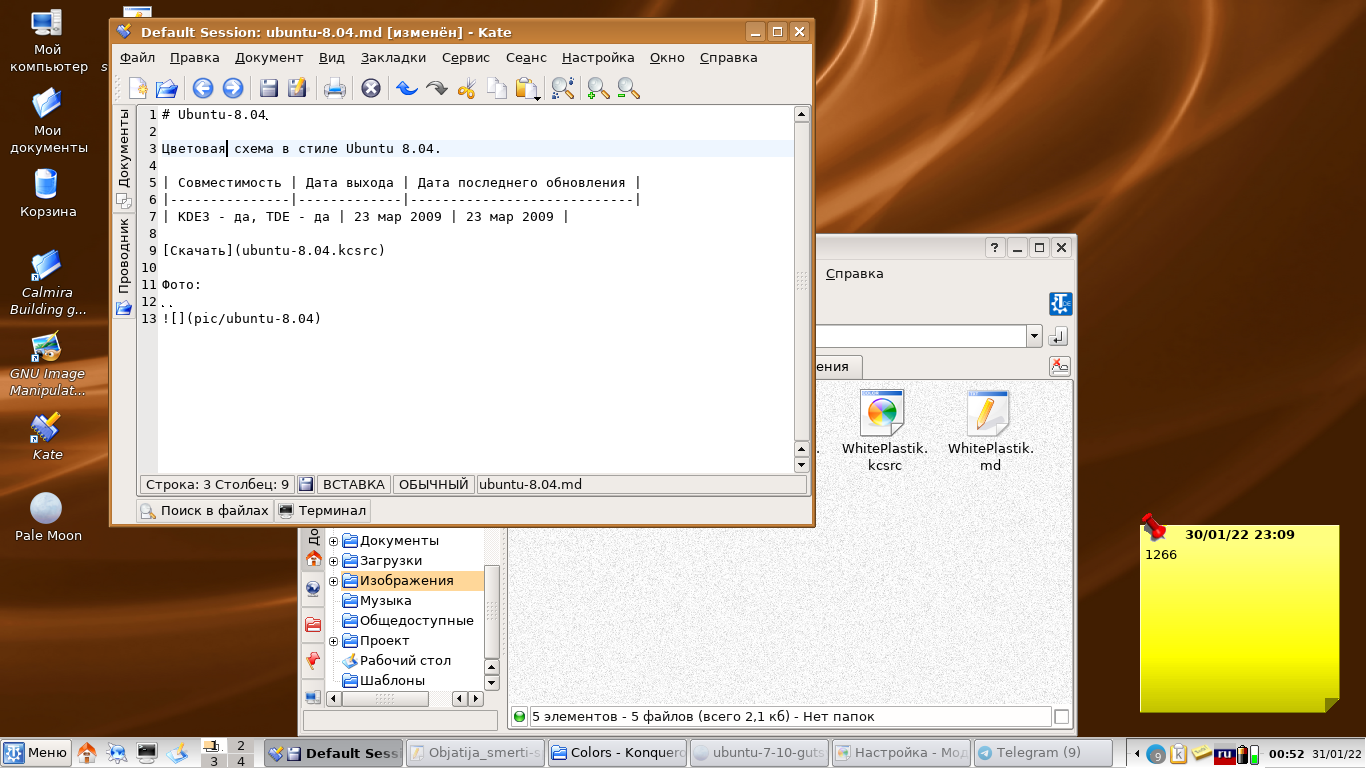 Мой
компьютер
Мои
документы
Корзина
Calmira
Building g...
GNU Image
Manipulat...
Kate
Pale Moon
Default Session: ubuntu-8.04.md [изменён] - Kate
Файл Правка Документ Вид Закладки Сервис Сеанс Настройка Окно Справка
Документы
Проводник
1 # Ubuntu-8.04
2
3 Цветовая схема в стиле Ubuntu 8.04.
4
5 | Совместимость | Дата выхода | Дата последнего обновления |
6 |---------------|-------------|----------------------------|
7 | KDE3 - да, TDE - да | 23 мар 2009 | 23 мар 2009 |
8
9 [Скачать](ubuntu-8.04.kcsrc)
10
11 Фото:
12
13 ![](pic/ubuntu-8.04)
Строка: 3 Столбец: 9 ВСТАВКА ОБЫЧНЫЙ ubuntu-8.04.md
Поиск в файлах Терминал
Справка
ения
WhitePlastik.
kcsrc
WhitePlastik.
md
Документы
Загрузки
Изображения
Музыка
Общедоступные
Проект
Рабочий стол
Шаблоны
5 элементов - 5 файлов (всего 2,1 кб) - Нет папок
30/01/22 23:09
1266
Меню 1 2 3 4 Default Sess Objatija_smerti-s Colors - Konquero ubuntu-7-10-guts Настройка - Мод Telegram (9) 9 ru 00:52 31/01/22